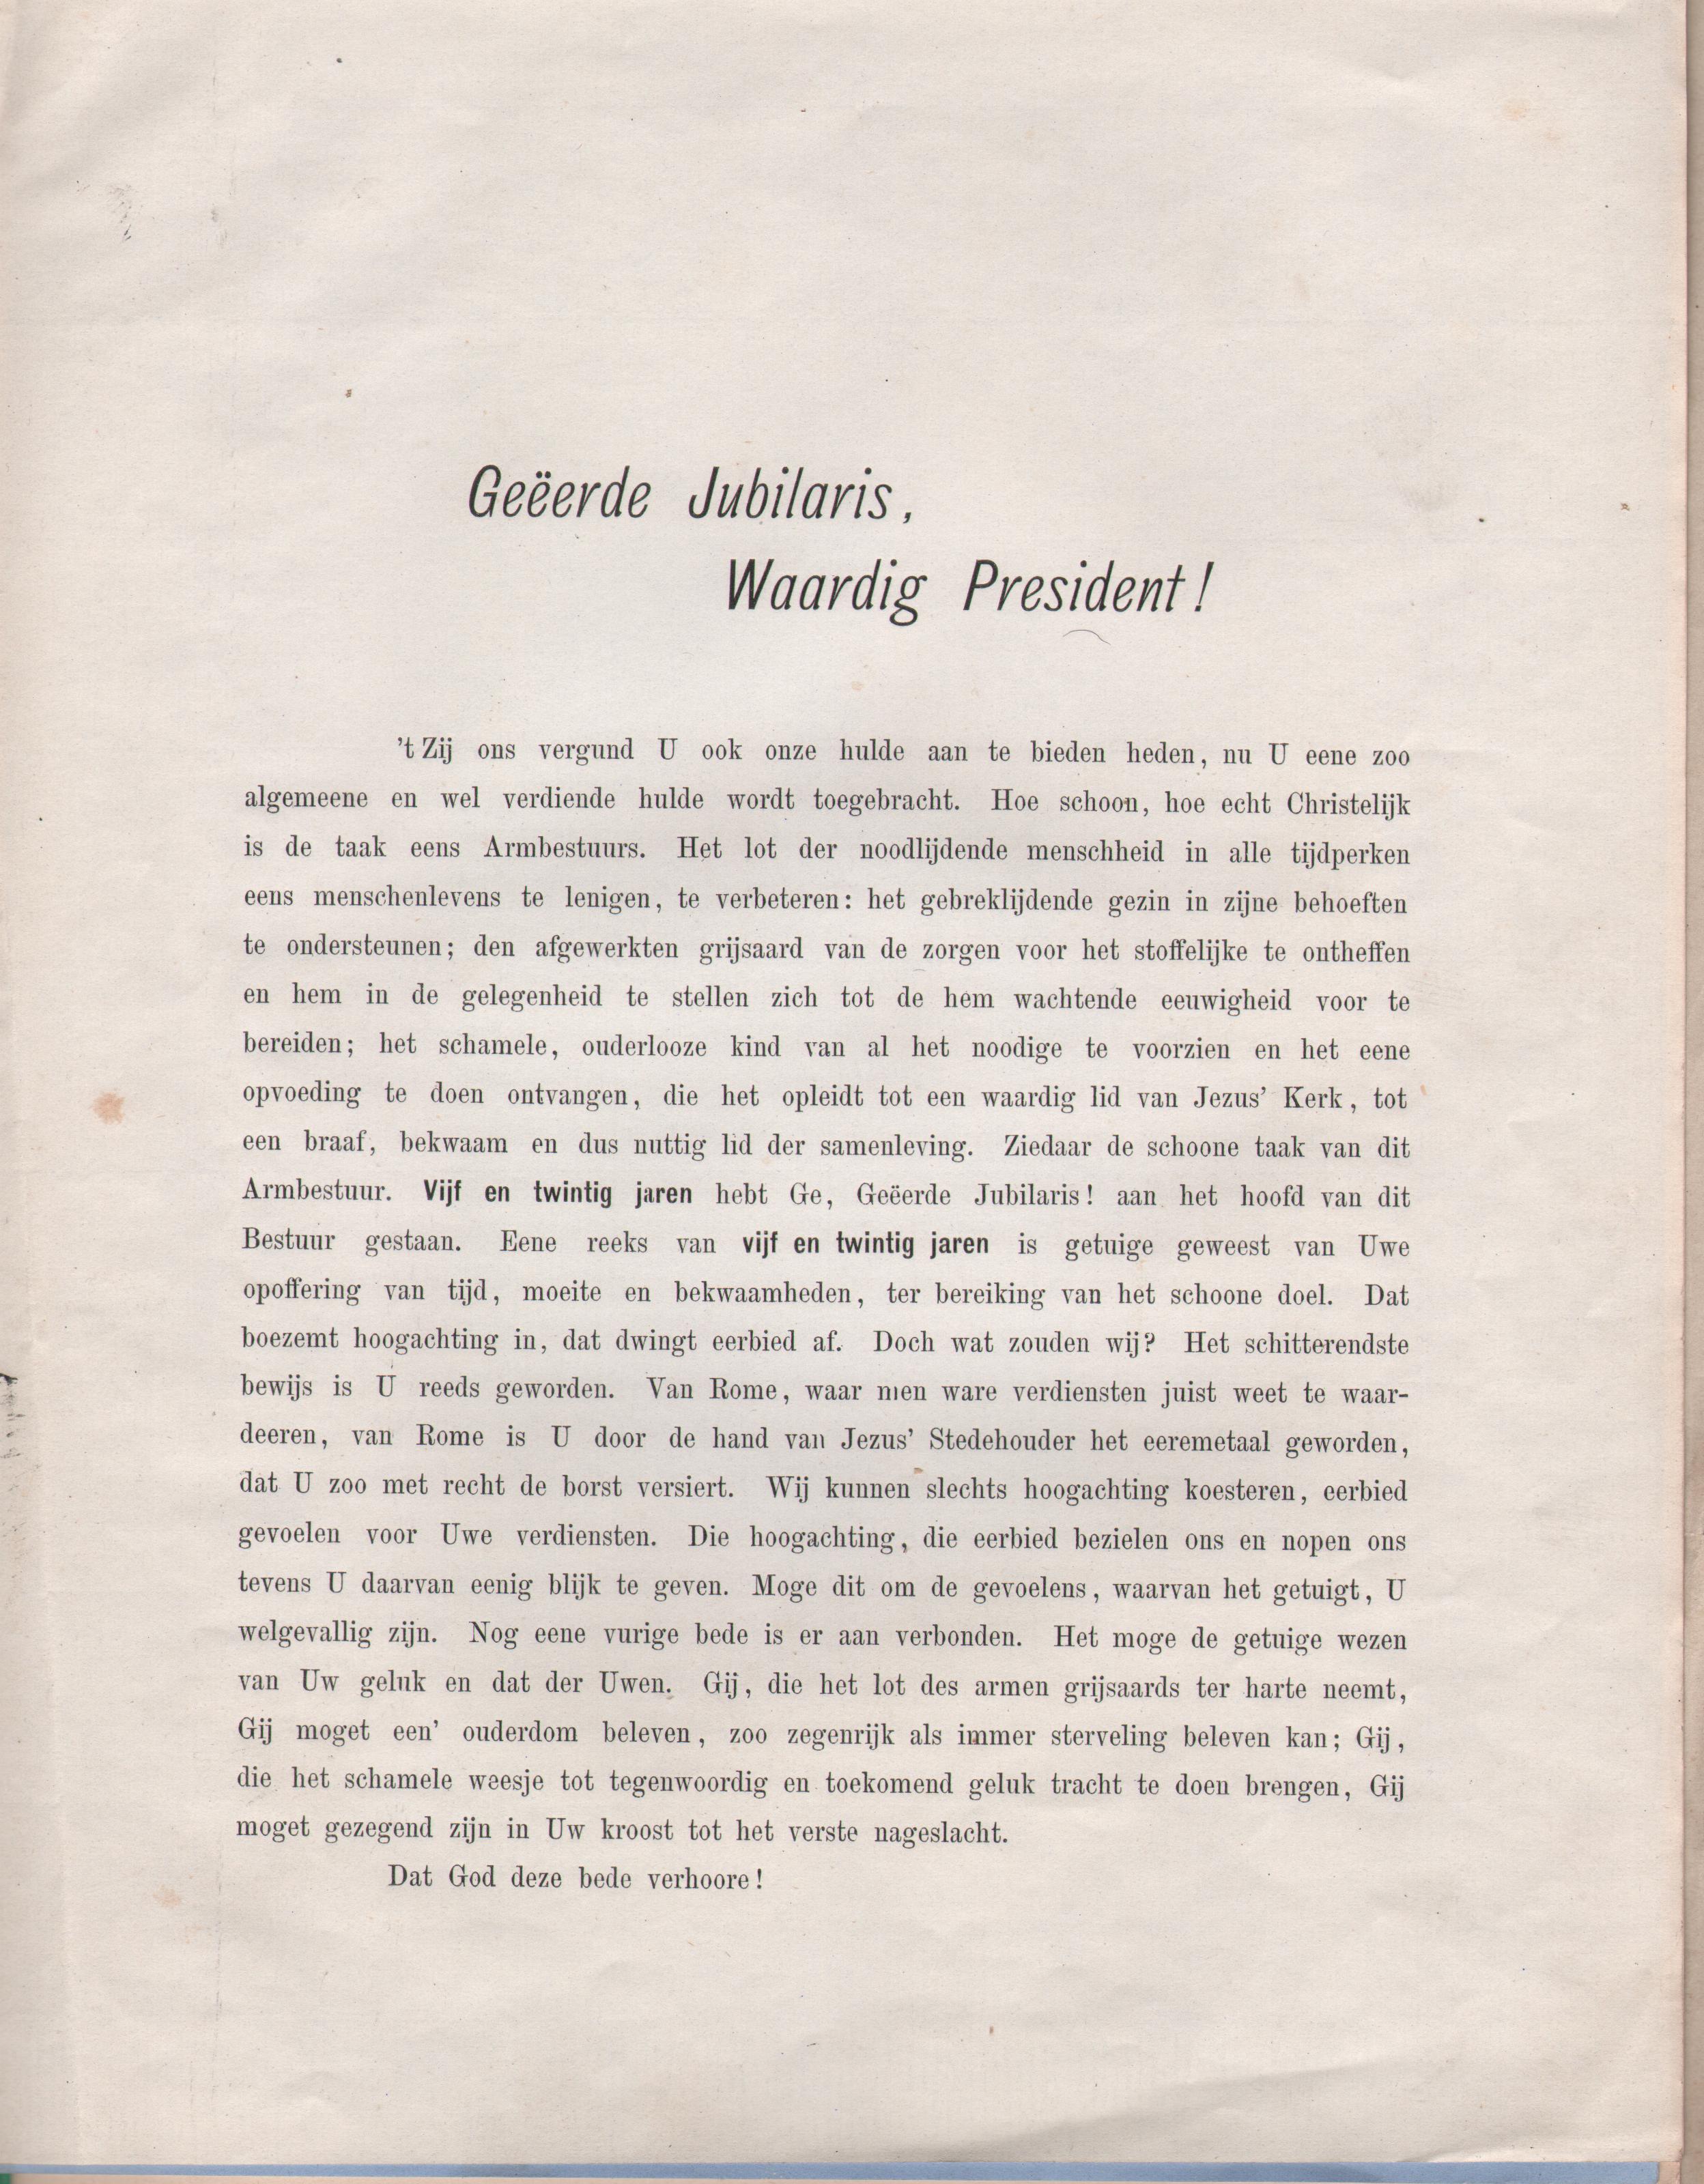 Geëerde Jubilaris,
Waardig President!
’t Zij ons vergund U ook onze hulde aan te bieden heden, nu U eene zoo
algemeene en wel verdiende hulde wordt toegebracht. Hoe schoon, hoe echt Christelijk
is de taak eens Armbestuurs. Het lot der noodlijdende menschheid in alle tijdperken
eens menschenlevens te lenigen, te verbeteren: het gebreklijdende gezin in zijne behoeften
te ondersteunen; den afgewerkten grijsaard van de zorgen voor het stoffelijke te ontheffen
en hem in de gelegenheid te stellen zich tot de hem wachtende eeuwigheid voor te
bereiden; het schamele, ouderlooze kind van al het noodige te voorzien en het eene
opvoeding te doen ontvangen, die het opleidt tot een waardig lid van Jezus’ Kerk, tot
een braaf, bekwaam en dus nuttig lid der samenleving. Ziedaar de schoone taak van dit
Armbestuur. Vijf en twintig jaren hebt Ge, Geëerde Jubilaris! aan het hoofd van dit
Bestuur gestaan. Eene reeks van vijf en twintig jaren is getuige geweest van Uwe
opoffering van tijd, moeite en bekwaamheden, ter bereiking van het schoone doel. Dat
boezemt hoogachting in, dat dwingt eerbied af. Doch wat zouden wij? Het schitterendste
bewijs is U reeds geworden. Van Rome, waar men ware verdiensten juist weet te waar-
deeren, van Rome is U door de hand van Jezus’ Stedehouder het eeremetaal geworden,
dat U zoo met recht de borst versiert. Wij kunnen slechts hoogachting koesteren, eerbied
gevoelen voor Uwe verdiensten. Die hoogachting, die eerbied bezielen ons en nopen ons
tevens U daarvan eenig blijk te geven. Moge dit om de gevoelens, waarvan het getuigt, U
welgevallig zijn. Nog eene vurige bede is er aan verbonden. Het moge de getuige wezen
van Uw geluk en dat der Uwen. Gij, die het lot des armen grijsaards ter harte neemt,
Gij moget een’ ouderdom beleven, zoo zegenrijk als immer sterveling beleven kan; Gij,
die het schamele weesje tot tegenwoordig en toekomend geluk tracht te doen brengen, Gij
moget gezegend zijn in Uw kroost tot het verste nageslacht.
Dat God deze bede verhoore!